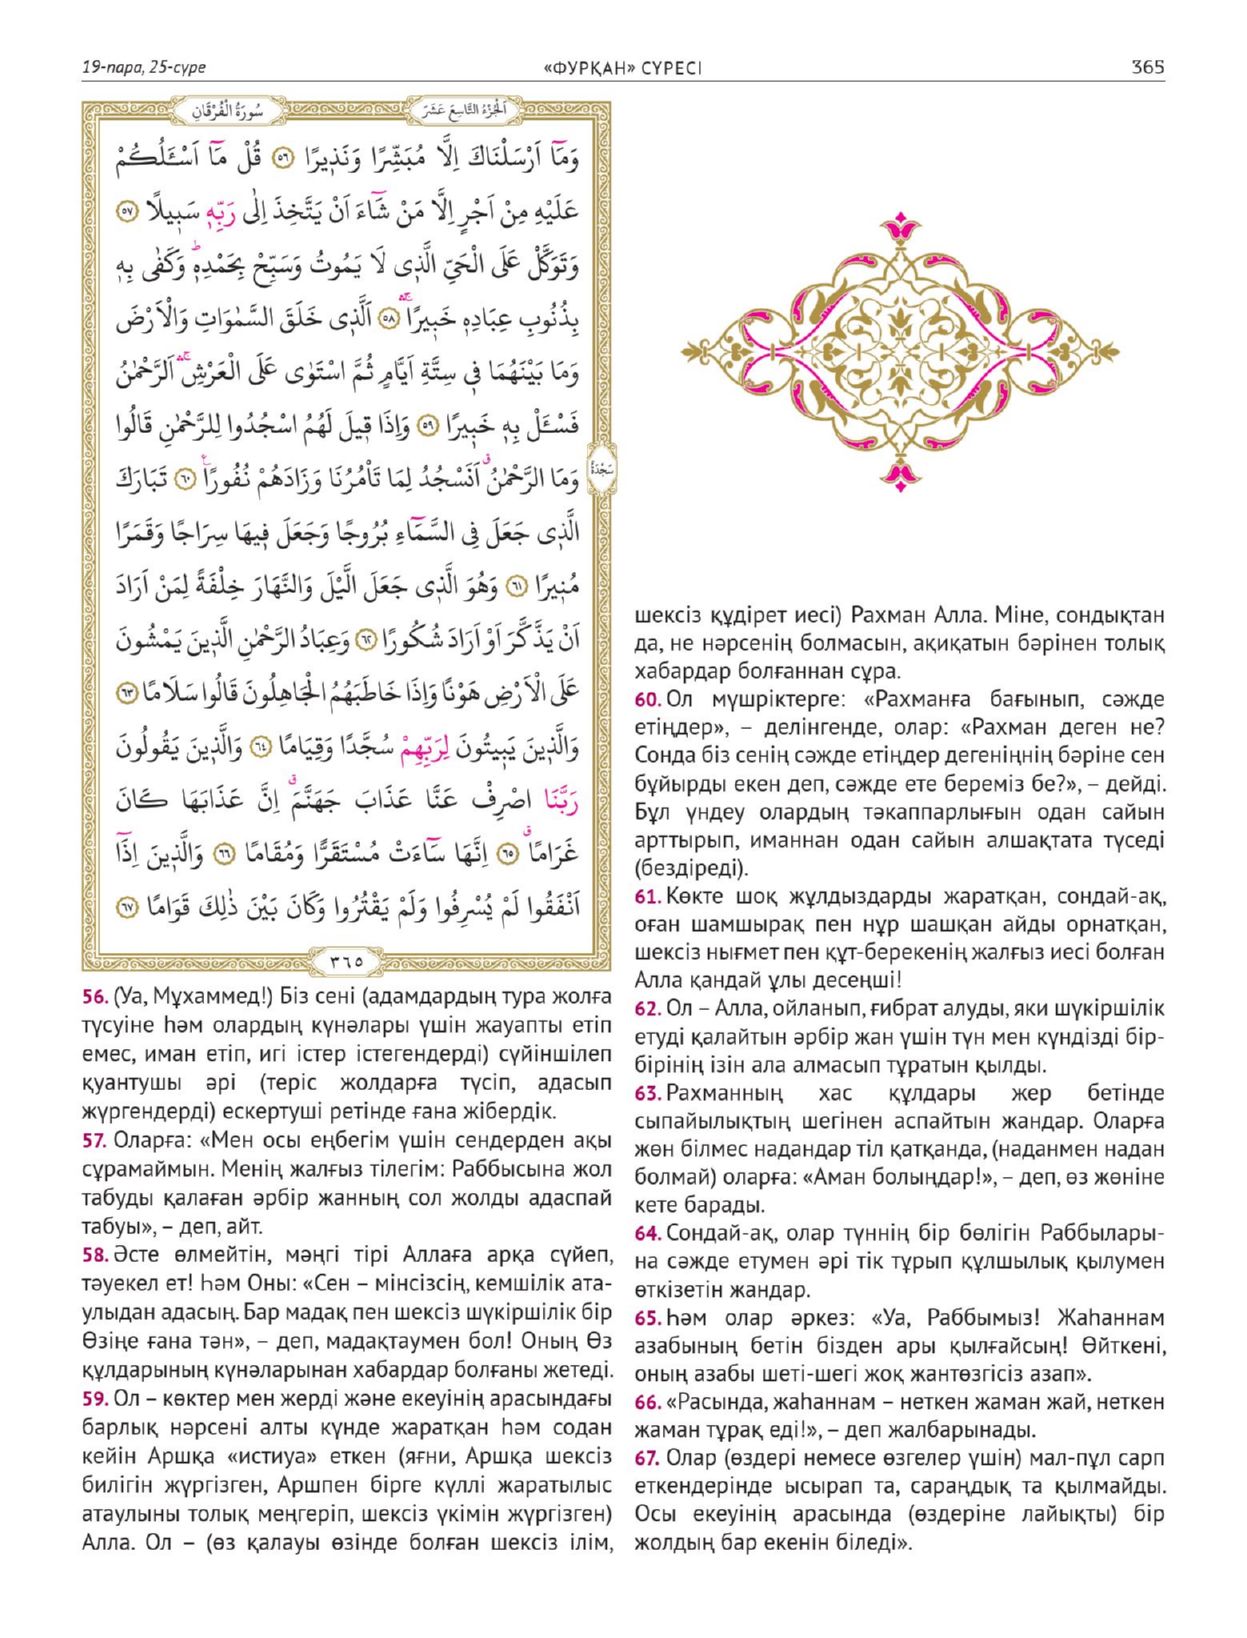 19-пара, 25-сүре
«ФУРҚАН» СҮРЕСІ
365
سُورَةُ الْفُرْقَانِ
اَلْجُزْءُ التَّاسِعَ عَشَرَ
وَمَٓا اَرْسَلْنَاكَ اِلَّا مُبَشِّرًا وَنَذ۪يرًا ﴿٥٦﴾ قُلْ مَٓا اَسْـَٔلُكُمْ
عَلَيْهِ مِنْ اَجْرٍ اِلَّا مَنْ شَٓاءَ اَنْ يَتَّخِذَ اِلٰى رَبِّه۪ سَب۪يلًا ﴿٥٧﴾
وَتَوَكَّلْ عَلَى الْحَيِّ الَّذ۪ى لَا يَمُوتُ وَسَبِّحْ بِحَمْدِه۪ۜ وَكَفٰى بِه۪
بِذُنُوبِ عِبَادِه۪ خَب۪يرًاۚۛ ﴿٥٨﴾ اَلَّذ۪ى خَلَقَ السَّمٰوَاتِ وَالْاَرْضَ
وَمَا بَيْنَهُمَا ف۪ى سِتَّةِ اَيَّامٍ ثُمَّ اسْتَوٰى عَلَى الْعَرْشِۚۛ اَلرَّحْمٰنُ
فَسْـَٔلْ بِه۪ خَب۪يرًا ﴿٥٩﴾ وَاِذَا ق۪يلَ لَهُمُ اسْجُدُوا لِلرَّحْمٰنِ قَالُوا
وَمَا الرَّحْمٰنُۗ اَنَسْجُدُ لِمَا تَأْمُرُنَا وَزَادَهُمْ نُفُورًا ﴿٦٠﴾ تَبَارَكَ
سَجْدَةٌ
الَّذ۪ى جَعَلَ فِى السَّمَٓاءِ بُرُوجًا وَجَعَلَ ف۪يهَا سِرَاجًا وَقَمَرًا
مُن۪يرًا ﴿٦١﴾ وَهُوَ الَّذ۪ى جَعَلَ الَّيْلَ وَالنَّهَارَ خِلْفَةً لِمَنْ اَرَادَ
اَنْ يَذَّكَّرَ اَوْ اَرَادَ شُكُورًا ﴿٦٢﴾ وَعِبَادُ الرَّحْمٰنِ الَّذ۪ينَ يَمْشُونَ
عَلَى الْاَرْضِ هَوْنًا وَاِذَا خَاطَبَهُمُ الْجَاهِلُونَ قَالُوا سَلَامًا ﴿٦٣﴾
وَالَّذ۪ينَ يَب۪يتُونَ لِرَبِّهِمْ سُجَّدًا وَقِيَامًا ﴿٦٤﴾ وَالَّذ۪ينَ يَقُولُونَ
رَبَّنَا اصْرِفْ عَنَّا عَذَابَ جَهَنَّمَۗ اِنَّ عَذَابَهَا كَانَ
غَرَامًاۗ ﴿٦٥﴾ اِنَّهَا سَٓاءَتْ مُسْتَقَرًّا وَمُقَامًا ﴿٦٦﴾ وَالَّذ۪ينَ اِذَٓا
اَنْفَقُوا لَمْ يُسْرِفُوا وَلَمْ يَقْتُرُوا وَكَانَ بَيْنَ ذٰلِكَ قَوَامًا ﴿٦٧﴾
٣٦٥
56. (Уа, Мұхаммед!) Біз сені (адамдардың тура жолға
түсуіне һәм олардың күнәлары үшін жауапты етіп
емес, иман етіп, игі істер істегендерді) сүйіншілеп
қуантушы әрі (теріс жолдарға түсіп, адасып
жүргендерді) ескертуші ретінде ғана жібердік.
57. Оларға: «Мен осы еңбегім үшін сендерден ақы
сұрамаймын. Менің жалғыз тілегім: Раббысына жол
табуды қалаған әрбір жанның сол жолды адаспай
табуы», – деп, айт.
58. Әсте өлмейтін, мәңгі тірі Аллаға арқа сүйеп,
тәуекел ет! Һәм Оны: «Сен – мінсізсің, кемшілік ата-
улыдан адасың. Бар мадақ пен шексіз шүкіршілік бір
Өзіңе ғана тән», – деп, мадақтаумен бол! Оның Өз
құлдарының күнәларынан хабардар болғаны жетеді.
59. Ол – көктер мен жерді және екеуінің арасындағы
барлық нәрсені алты күнде жаратқан һәм содан
кейін Аршқа «истиуа» еткен (яғни, Аршқа шексіз
билігін жүргізген, Аршпен бірге күллі жаратылыс
атаулыны толық меңгеріп, шексіз үкімін жүргізген)
Алла. Ол – (өз қалауы өзінде болған шексіз ілім,
шексіз құдірет иесі) Рахман Алла. Міне, сондықтан
да, не нәрсенің болмасын, ақиқатын бәрінен толық
хабардар болғаннан сұра.
60. Ол мүшріктерге: «Рахманға бағынып, сәжде
етіңдер», – делінгенде, олар: «Рахман деген не?
Сонда біз сенің сәжде етіңдер дегеніңнің бәріне сен
бұйырды екен деп, сәжде ете береміз бе?», – дейді.
Бұл үндеу олардың тәкаппарлығын одан сайын
арттырып, иманнан одан сайын алшақтата түседі
(бездіреді).
61. Көкте шоқ жұлдыздарды жаратқан, сондай-ақ,
оған шамшырақ пен нұр шашқан айды орнатқан,
шексіз нығмет пен құт-берекенің жалғыз иесі болған
Алла қандай ұлы десеңші!
62. Ол – Алла, ойланып, ғибрат алуды, яки шүкіршілік
етуді қалайтын әрбір жан үшін түн мен күндізді бір-
бірінің ізін ала алмасып тұратын қылды.
63. Рахманның хас құлдары жер бетінде
сыпайылықтың шегінен аспайтын жандар. Оларға
жөн білмес надандар тіл қатқанда, (наданмен надан
болмай) оларға: «Аман болыңдар!», – деп, өз жөніне
кете барады.
64. Сондай-ақ, олар түннің бір бөлігін Раббылары-
на сәжде етумен әрі тік тұрып құлшылық қылумен
өткізетін жандар.
65. Һәм олар әркез: «Уа, Раббымыз! Жаһаннам
азабының бетін бізден ары қылғайсың! Өйткені,
оның азабы шеті-шегі жоқ жантөзгісіз азап».
66. «Расында, жаһаннам – неткен жаман жай, неткен
жаман тұрақ еді!», – деп жалбарынады.
67. Олар (өздері немесе өзгелер үшін) мал-пұл сарп
еткендерінде ысырап та, сараңдық та қылмайды.
Осы екеуінің арасында (өздеріне лайықты) бір
жолдың бар екенін біледі».